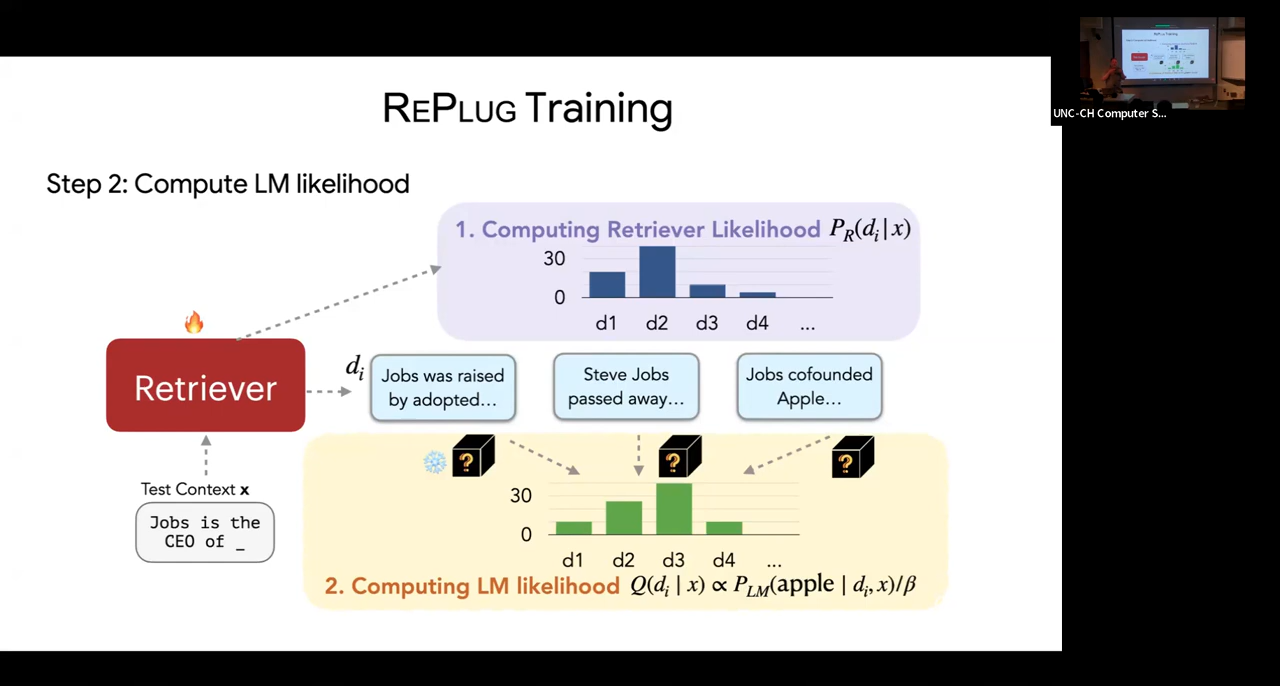 REPLUG Training
UNC-CH Computer S...
Step 2: Compute LM likelihood
1. Computing Retriever Likelihood P_R(d_i|x)
30
0
d1 d2 d3 d4 ...
Retriever
d_i
Jobs was raised
by adopted...
Steve Jobs
passed away...
Jobs cofounded
Apple...
? ? ?
Test Context x
Jobs is the
CEO of _
30
0
d1 d2 d3 d4 ...
2. Computing LM likelihood Q(d_i | x) ∝ P_LM(apple | d_i, x)/β